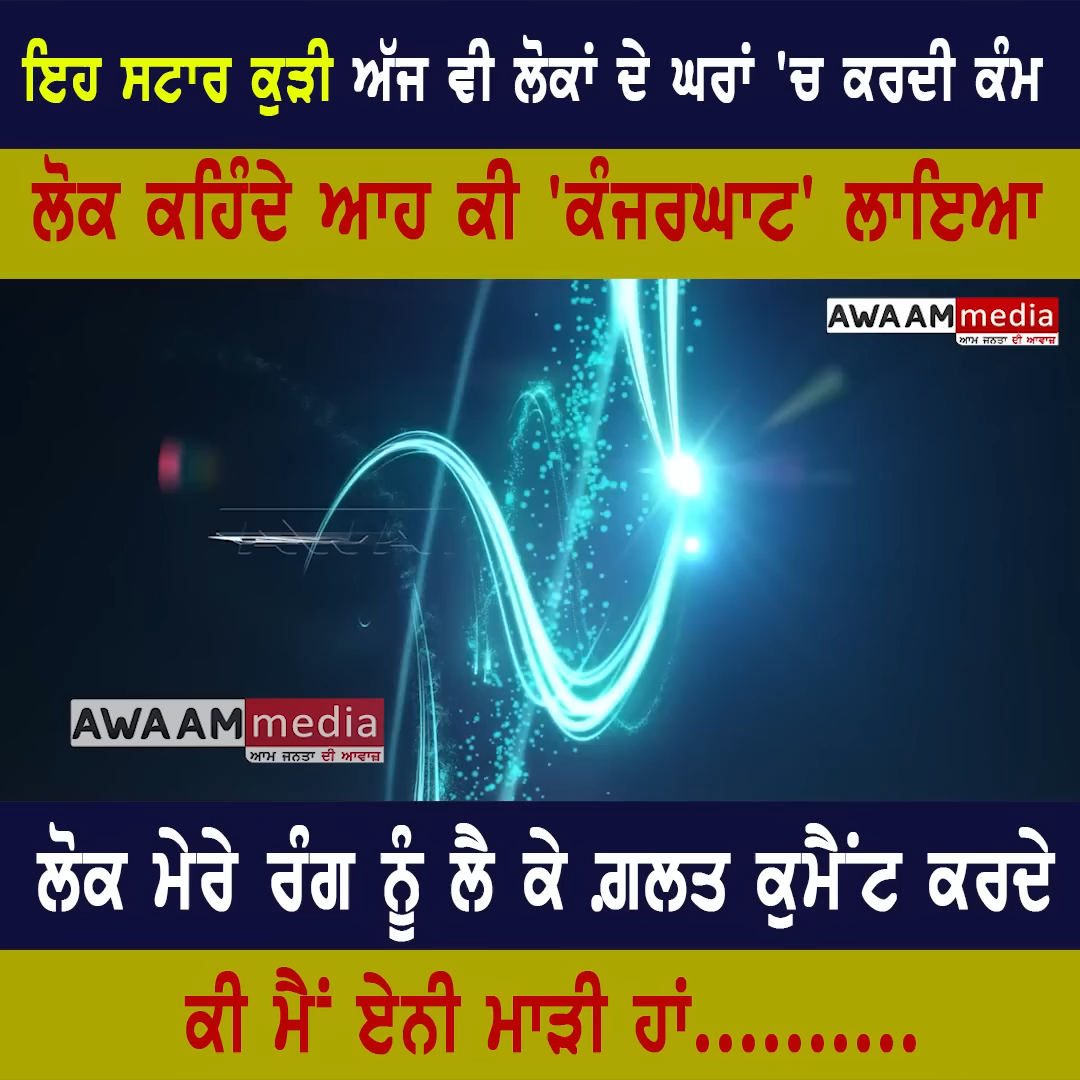 ਇਹ ਸਟਾਰ ਕੁੜੀ ਅੱਜ ਵੀ ਲੋਕਾਂ ਦੇ ਘਰਾਂ 'ਚ ਕਰਦੀ ਕੰਮ
ਲੋਕ ਕਹਿੰਦੇ ਆਹ ਕੀ 'ਕੰਜਰਘਾਟ' ਲਾਇਆ
AWAAM media
ਆਮ ਜਨਤਾ ਦੀ ਆਵਾਜ਼
AWAAM media
ਆਮ ਜਨਤਾ ਦੀ ਆਵਾਜ਼
ਲੋਕ ਮੇਰੇ ਰੰਗ ਨੂੰ ਲੈ ਕੇ ਗ਼ਲਤ ਕੁਮੈਂਟ ਕਰਦੇ
ਕੀ ਮੈਂ ਏਨੀ ਮਾੜੀ ਹਾਂ..........